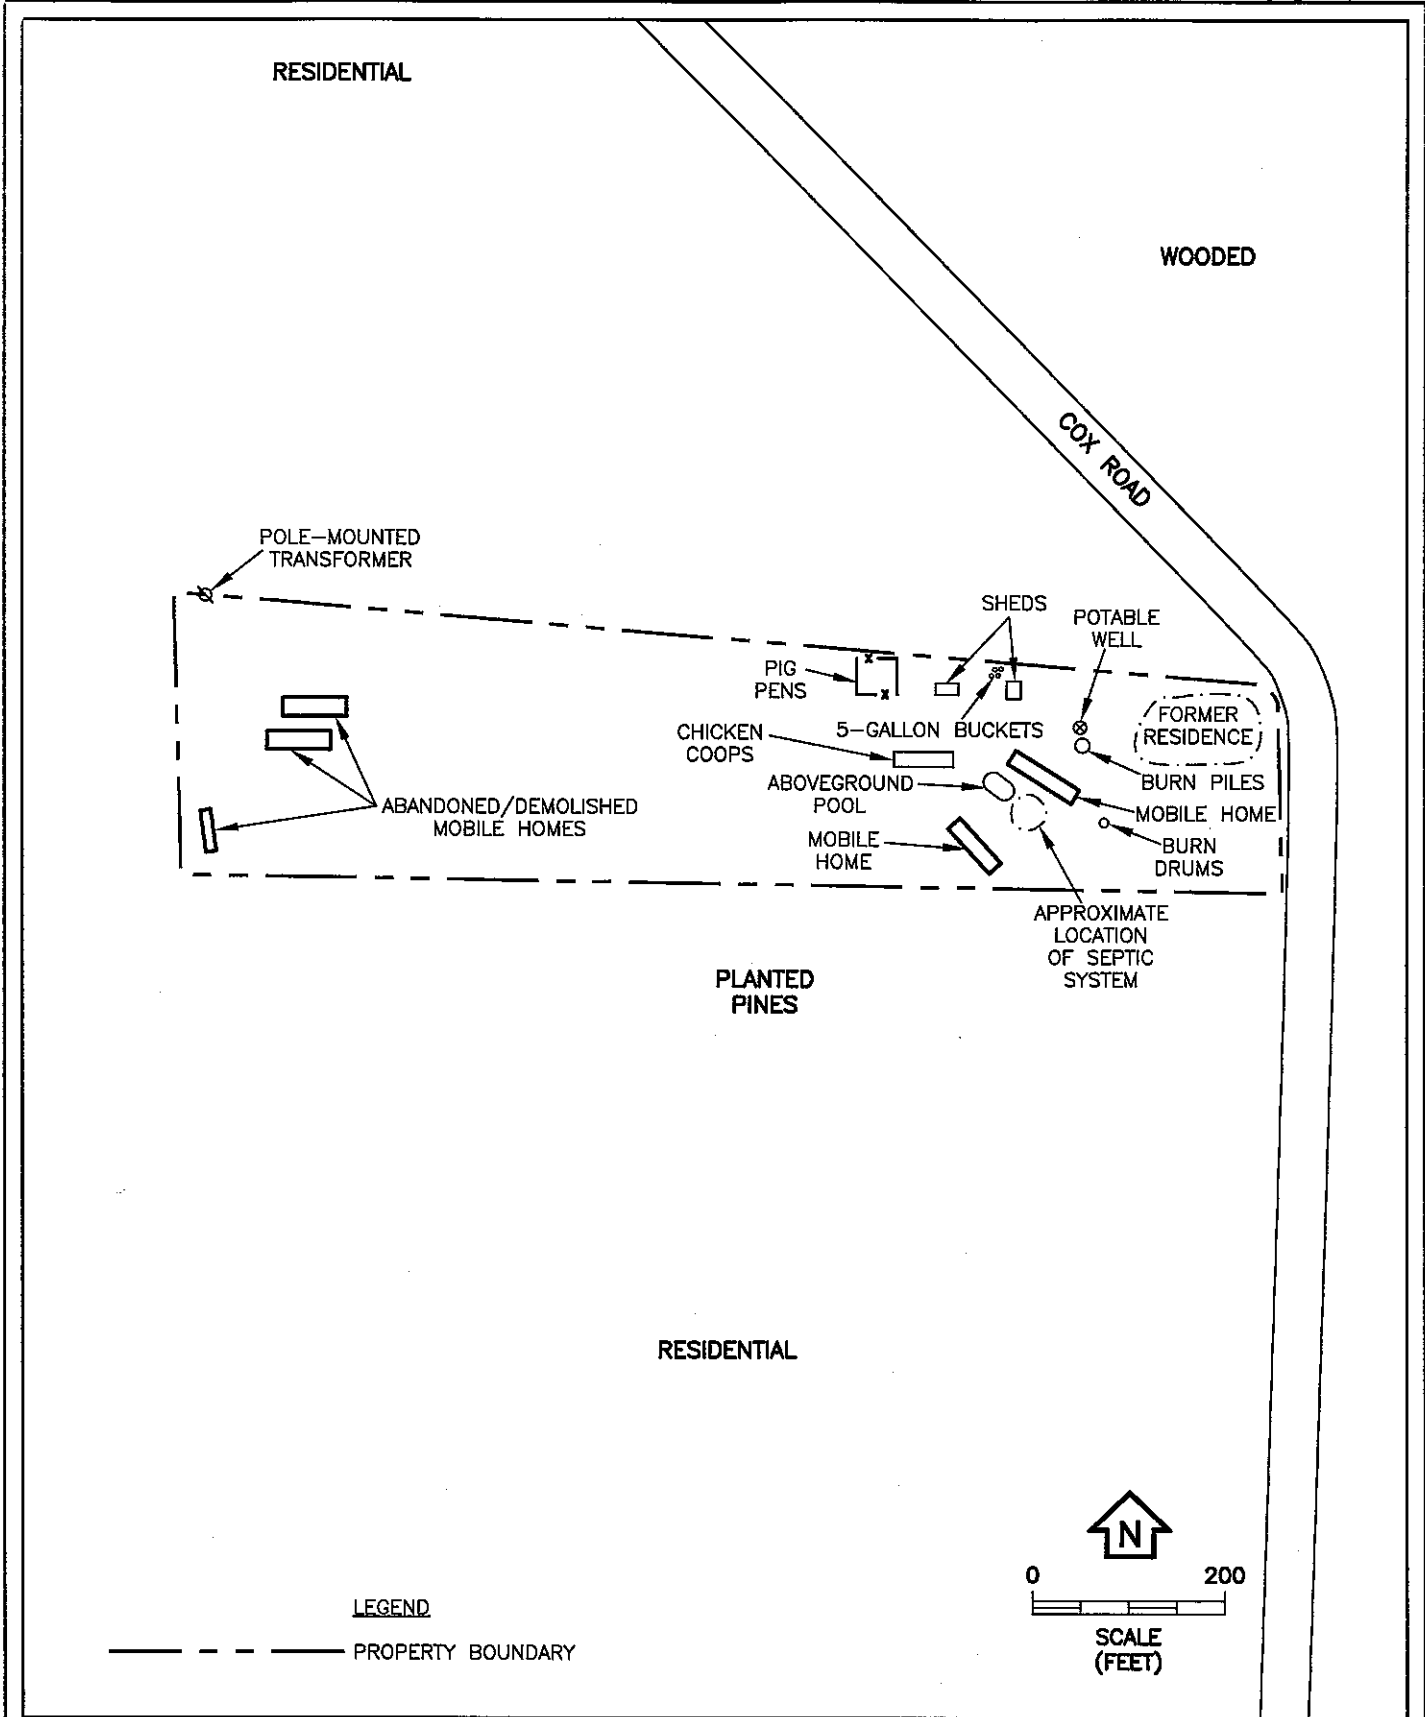 RESIDENTIAL
WOODED
COX ROAD
POLE-MOUNTED
TRANSFORMER
SHEDS
POTABLE
WELL
PIG
PENS
FORMER
RESIDENCE
5-GALLON BUCKETS
CHICKEN
COOPS
BURN PILES
ABOVEGROUND
POOL
MOBILE HOME
ABANDONED/DEMOLISHED
MOBILE HOMES
MOBILE
HOME
BURN
DRUMS
APPROXIMATE
LOCATION
OF SEPTIC
SYSTEM
PLANTED
PINES
RESIDENTIAL
N
0 200
SCALE
(FEET)
LEGEND
PROPERTY BOUNDARY